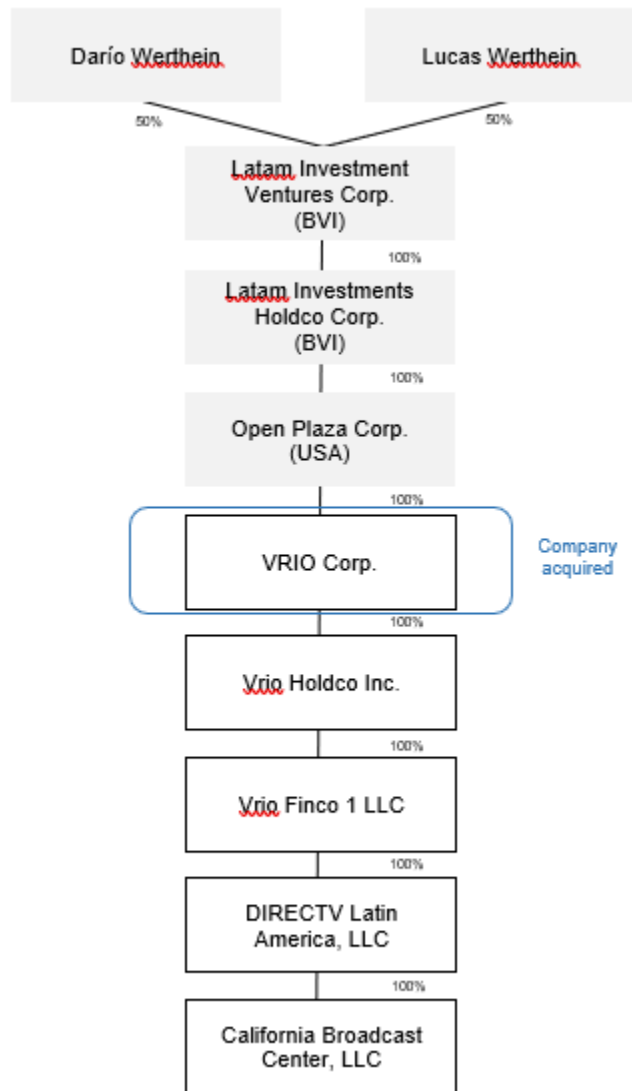 Darío Werthein
Lucas Werthein
50%
50%
Latam Investment
Ventures Corp.
(BVI)
100%
Latam Investments
Holdco Corp.
(BVI)
100%
Open Plaza Corp.
(USA)
100%
VRIO Corp.
Company
acquired
100%
Vrio Holdco Inc.
100%
Vrio Finco 1 LLC
100%
DIRECTV Latin
America, LLC
100%
California Broadcast
Center, LLC